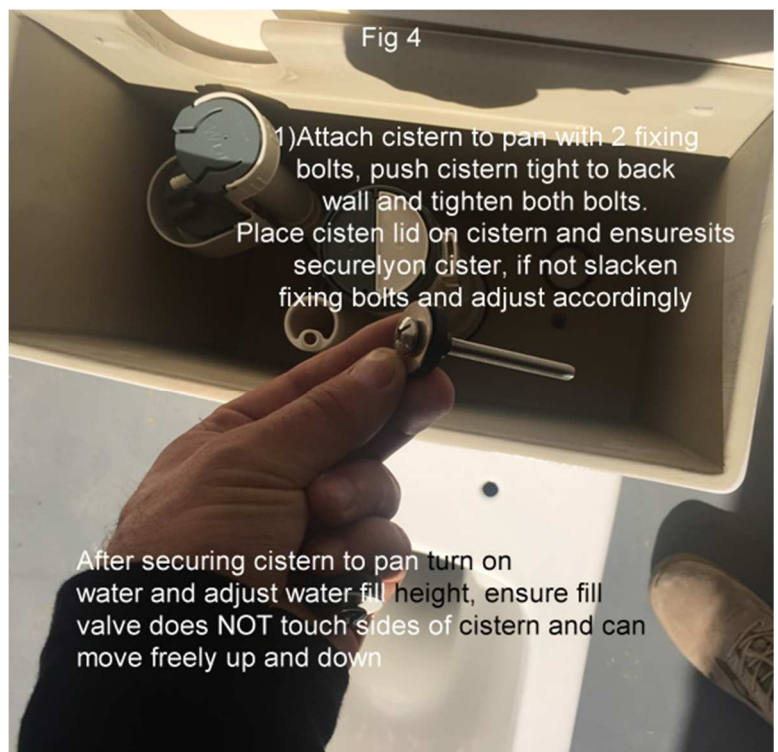 Fig 4
1)Attach cistern to pan with 2 fixing
bolts, push cistern tight to back
wall and tighten both bolts.
Place cisten lid on cistern and ensuresits
securelyon cister, if not slacken
fixing bolts and adjust accordingly
After securing cistern to pan turn on
water and adjust water fill height, ensure fill
valve does NOT touch sides of cistern and can
move freely up and down